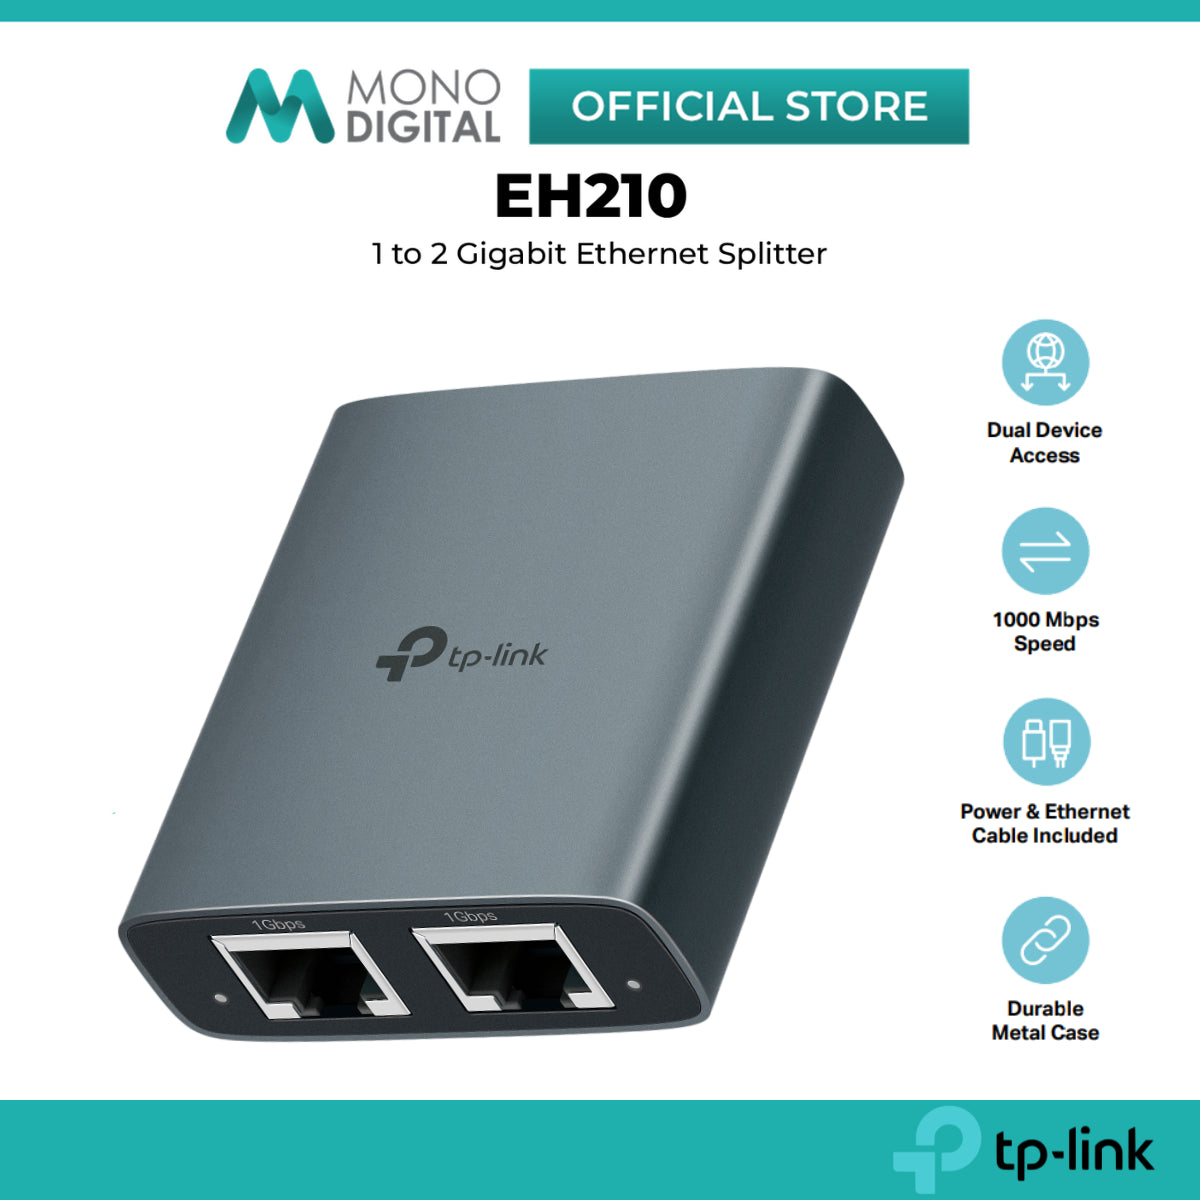 MONO
DIGITAL
OFFICIAL STORE
EH210
1 to 2 Gigabit Ethernet Splitter
Dual Device
Access
1000 Mbps
Speed
Power & Ethernet
Cable Included
Durable
Metal Case
tp-link
1Gbps
1Gbps
tp-link